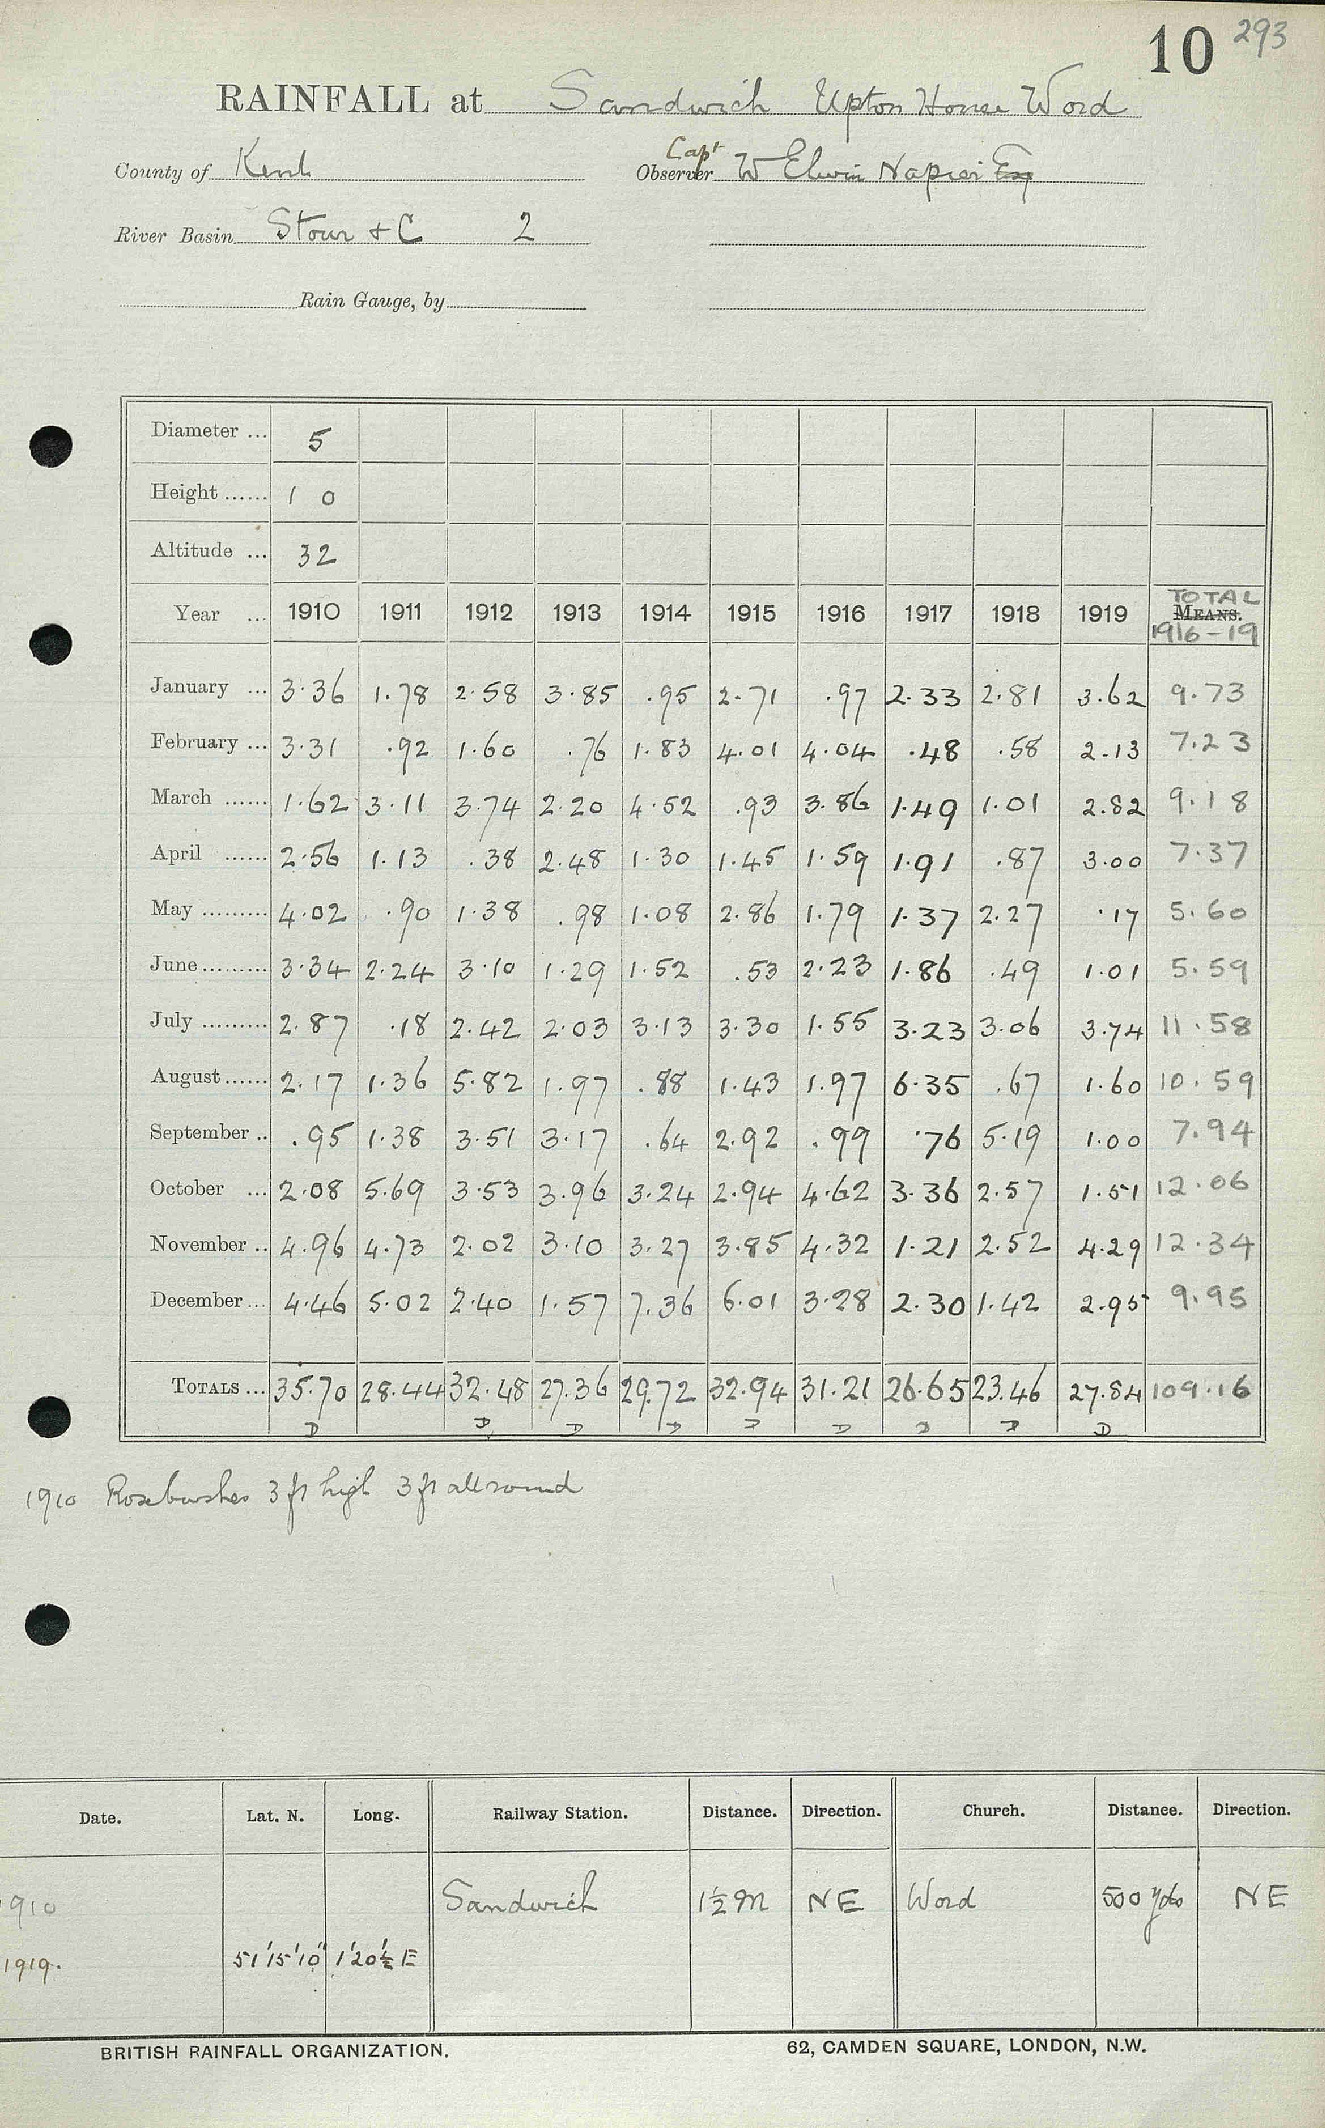 10 293
RAINFALL at Sandwich Upton House Word
Capt
County of Kent Observer W Elwin Napier Esq
River Basin Stour & C 2
Rain Gauge, by
Diameter ... 5
Height ...... 1 0
Altitude ... 32
TOTAL
Year ... 1910 1911 1912 1913 1914 1915 1916 1917 1918 1919 MEANS.
1916-19
January ... 3.36 1.78 2.58 3.85 .95 2.71 .97 2.33 2.81 3.62 9.73
February ... 3.31 .92 1.60 .76 1.83 4.01 4.04 .48 .58 2.13 7.23
March ...... 1.62 3.11 3.74 2.20 4.52 .93 3.86 1.49 1.01 2.82 9.18
April ...... 2.56 1.13 .38 2.48 1.30 1.45 1.59 1.91 .87 3.00 7.37
May ......... 4.02 .90 1.38 .98 1.08 2.86 1.79 1.37 2.27 .17 5.60
June ......... 3.34 2.24 3.10 1.29 1.52 .53 2.23 1.86 .49 1.01 5.59
July ......... 2.87 .18 2.42 2.03 3.13 3.30 1.55 3.23 3.06 3.74 11.58
August ...... 2.17 1.36 5.82 1.97 .88 1.43 1.97 6.35 .67 1.60 10.59
September .. .95 1.38 3.51 3.17 .64 2.92 .99 .76 5.19 1.00 7.94
October ... 2.08 5.69 3.53 3.96 3.24 2.94 4.62 3.36 2.57 1.51 12.06
November .. 4.96 4.73 2.02 3.10 3.27 3.85 4.32 1.21 2.52 4.29 12.34
December ... 4.46 5.02 2.40 1.57 7.36 6.01 3.28 2.30 1.42 2.95 9.95
TOTALS ... 35.70 28.44 32.48 27.36 29.72 32.94 31.21 26.65 23.46 27.84 109.16
D D D D D D D D D
1910 Rosebushes 3 ft high 3 ft all round
Date. Lat. N. Long. Railway Station. Distance. Direction. Church. Distance. Direction.
1910 Sandwich 1½ M NE Word 500 yds NE
1919. 51°15'10" 1°20½ E
BRITISH RAINFALL ORGANIZATION. 62, CAMDEN SQUARE, LONDON, N.W.